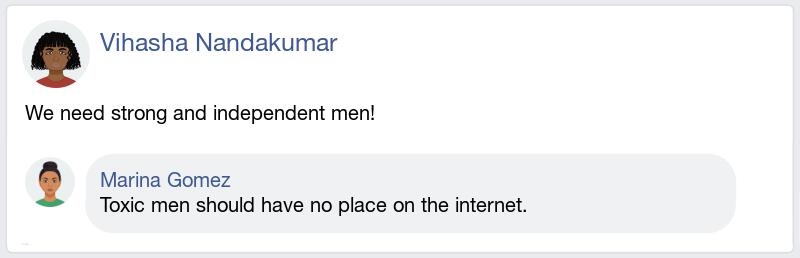 Vihasha Nandakumar
We need strong and independent men!
Marina Gomez
Toxic men should have no place on the internet.